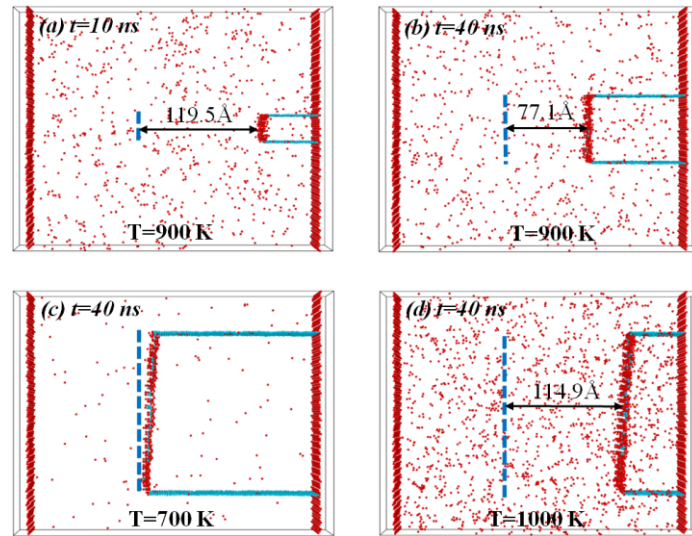 (a) t=10 ns
119.5Å
T=900 K
(b) t=40 ns
77.1Å
T=900 K
(c) t=40 ns
T=700 K
(d) t=40 ns
114.9Å
T=1000 K